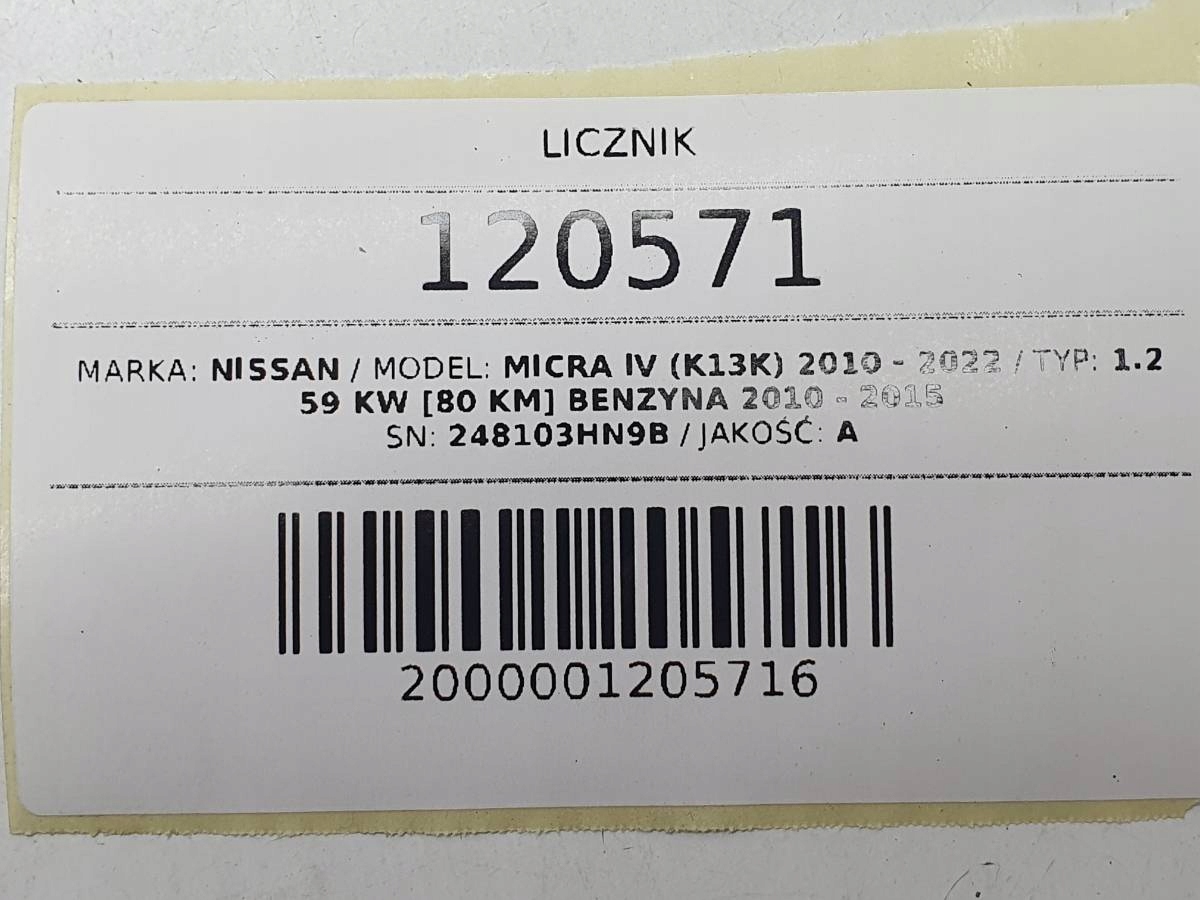 LICZNIK
120571
MARKA: NISSAN / MODEL: MICRA IV (K13K) 2010 - 2022 / TYP: 1.2
59 KW [80 KM] BENZYNA 2010 - 2015
SN: 248103HN9B / JAKOŚĆ: A
2000001205716